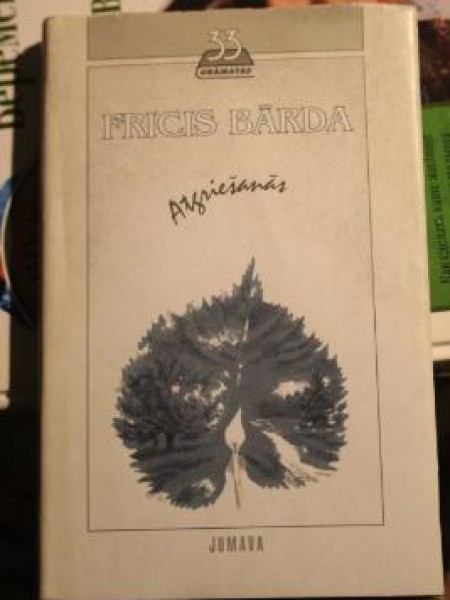 33
GRĀMATAS
FRICIS BĀRDA
Atgriešanās
JUMAVA